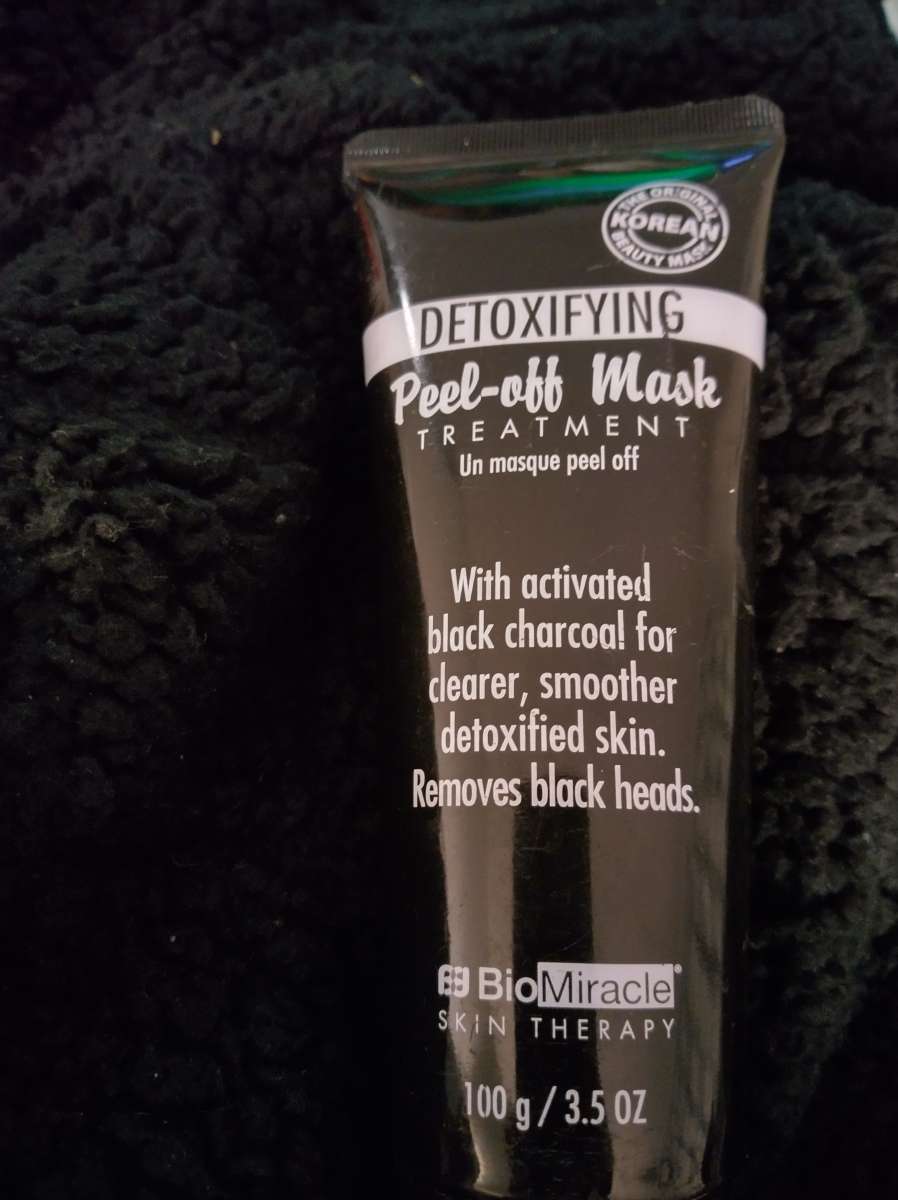 THE ORIGINAL
KOREAN
BEAUTY MASK
DETOXIFYING
Peel-off Mask
TREATMENT
Un masque peel off
With activated
black charcoal for
clearer, smoother
detoxified skin.
Removes black heads.
BioMiracle®
SKIN THERAPY
100 g / 3.5 OZ